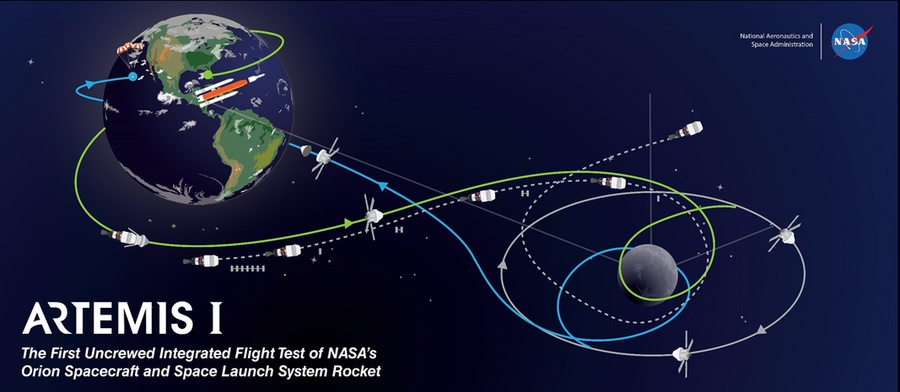 National Aeronautics and
Space Administration
NASA
ARTEMIS I
The First Uncrewed Integrated Flight Test of NASA's
Orion Spacecraft and Space Launch System Rocket